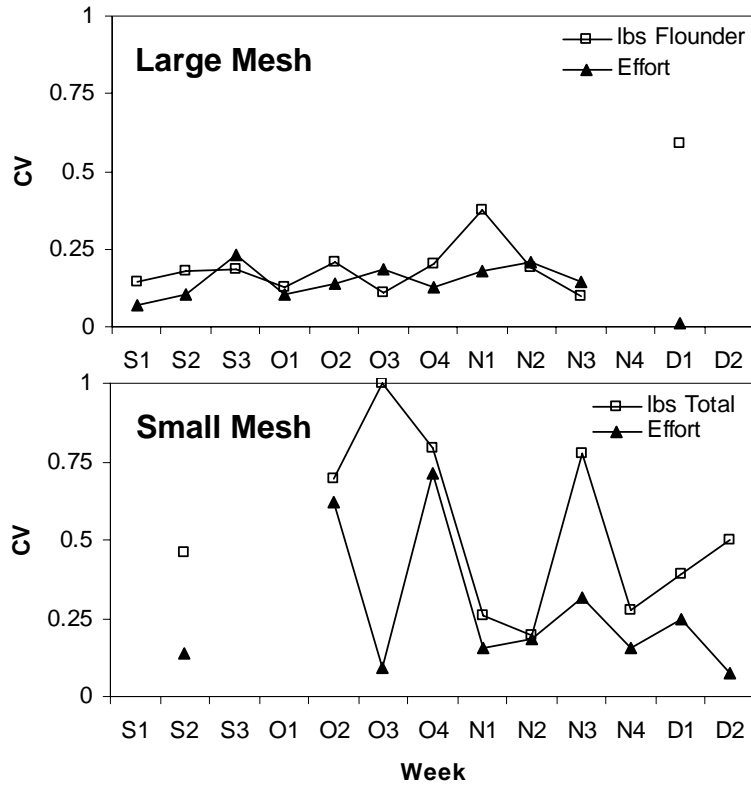 1
Large Mesh
lbs Flounder
Effort
0.75
CV
0.5
0.25
0
S1 S2 S3 O1 O2 O3 O4 N1 N2 N3 N4 D1 D2
1
Small Mesh
lbs Total
Effort
0.75
CV
0.5
0.25
0
S1 S2 S3 O1 O2 O3 O4 N1 N2 N3 N4 D1 D2
Week